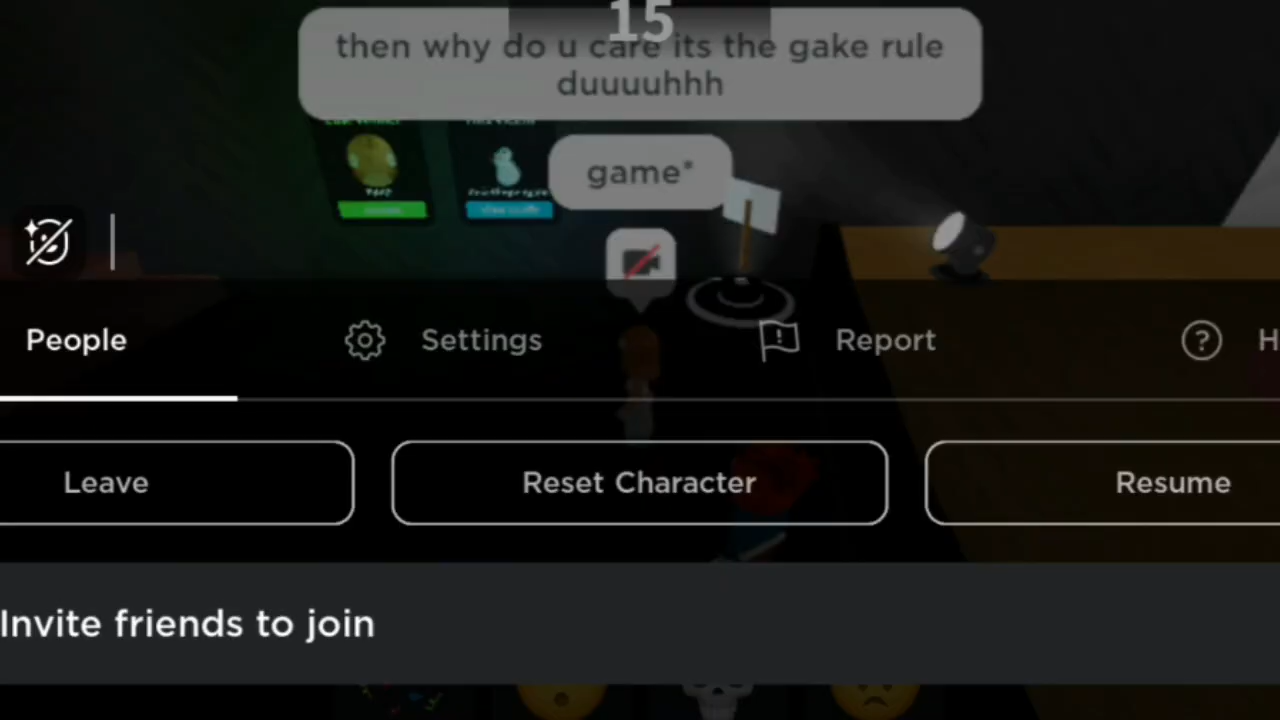 15
then why do u care its the gake rule
duuuuhhh
game*
People
Settings
Report
H
Leave
Reset Character
Resume
Invite friends to join